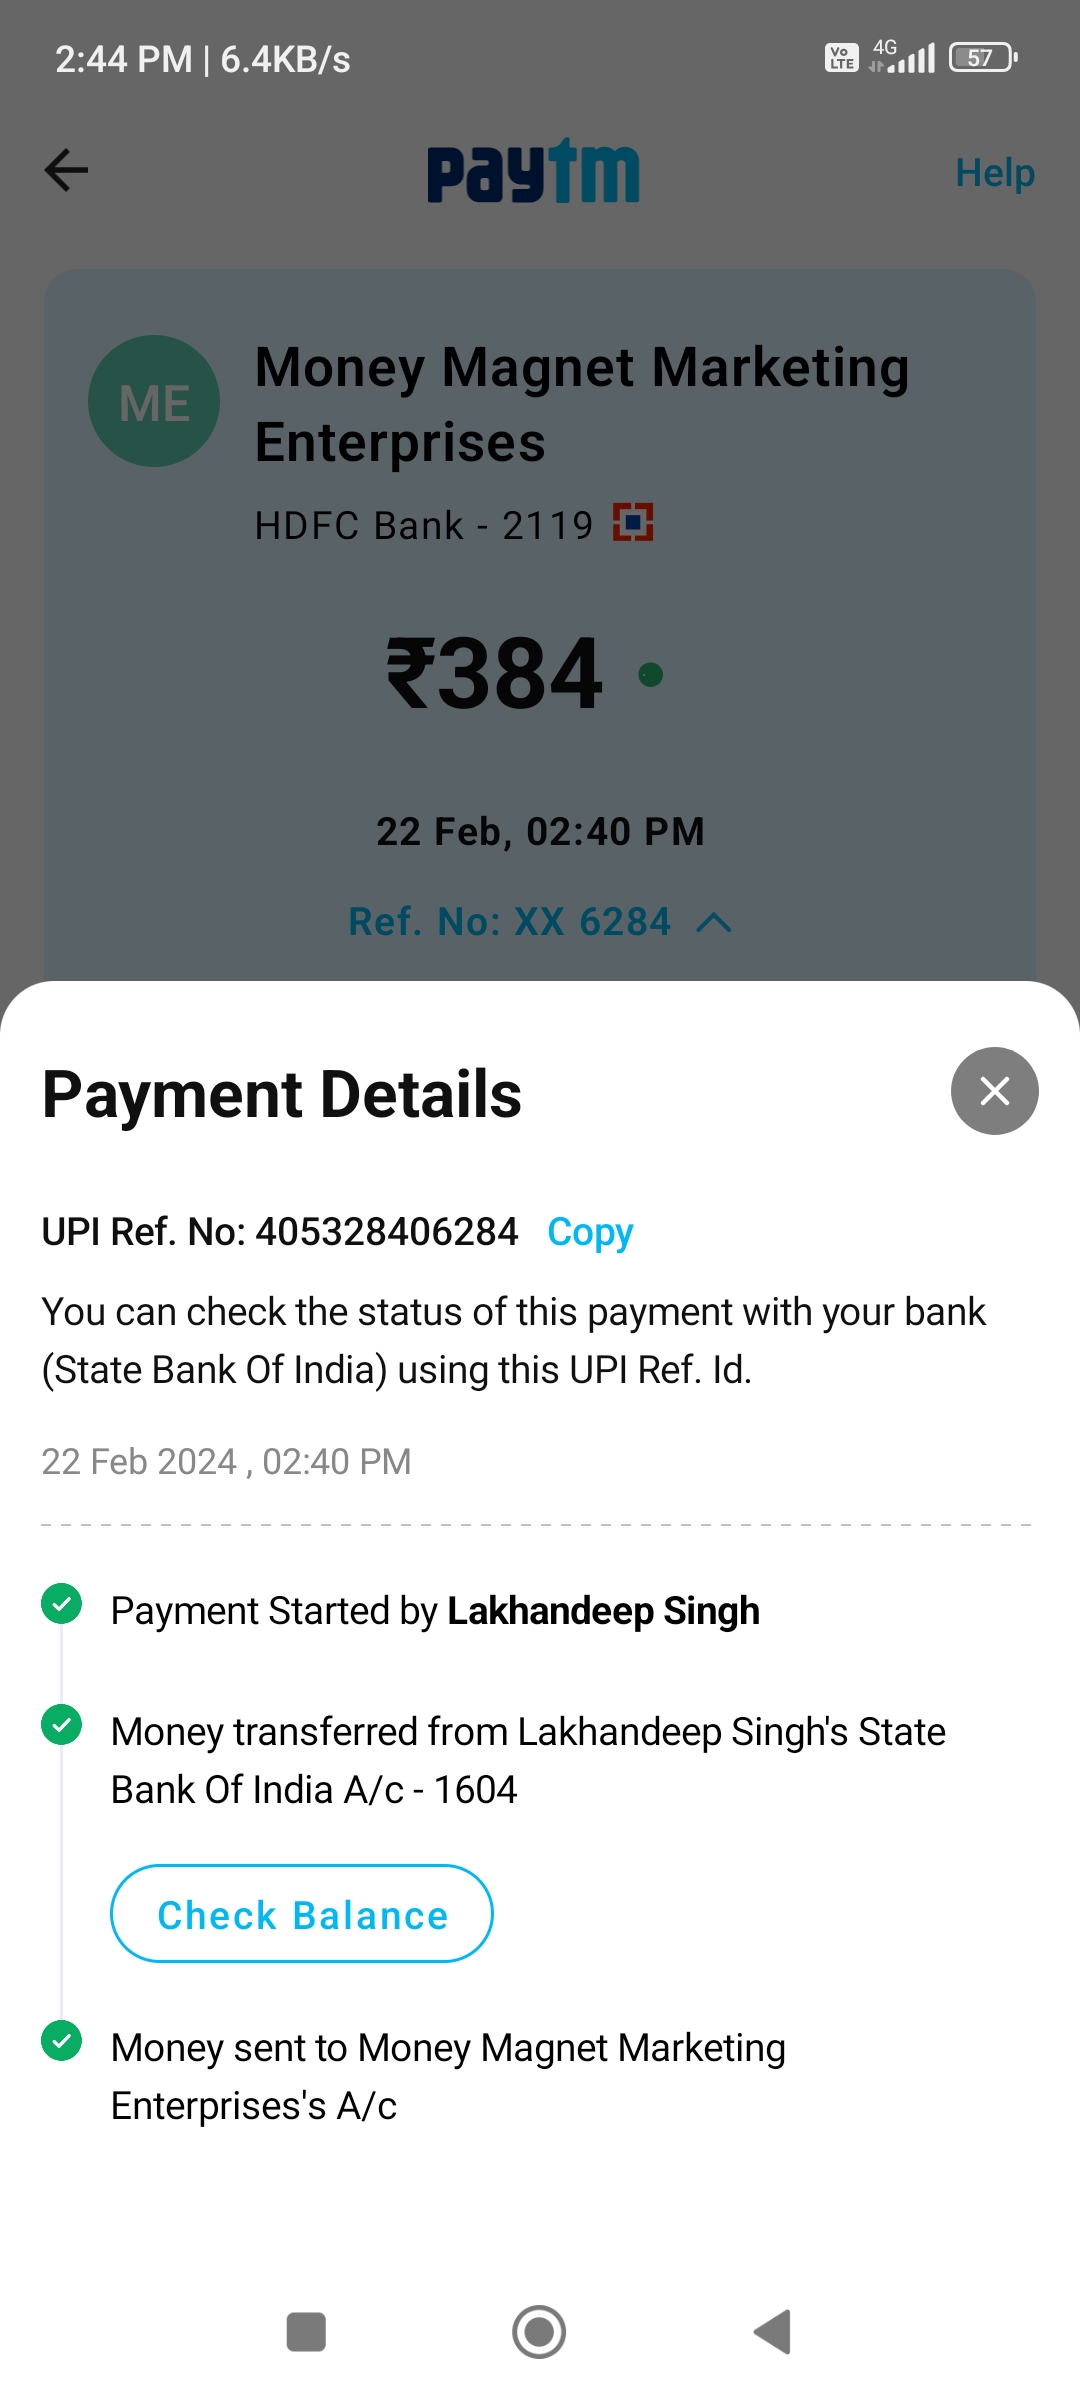 2:44 PM | 6.4KB/s
Vo LTE 4G 57
paytm
Help
ME
Money Magnet Marketing
Enterprises
HDFC Bank - 2119
₹384
22 Feb, 02:40 PM
Ref. No: XX 6284
Payment Details
UPI Ref. No: 405328406284 Copy
You can check the status of this payment with your bank
(State Bank Of India) using this UPI Ref. Id.
22 Feb 2024 , 02:40 PM
Payment Started by Lakhandeep Singh
Money transferred from Lakhandeep Singh's State
Bank Of India A/c - 1604
Check Balance
Money sent to Money Magnet Marketing
Enterprises's A/c